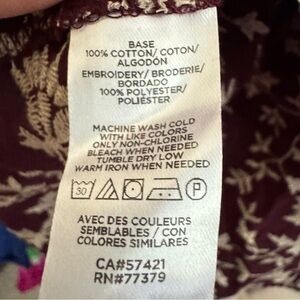 BASE
100% COTTON/ COTON/
ALGODÓN
EMBROIDERY/ BRODERIE/
BORDADO
100% POLYESTER/
POLIÉSTER
MACHINE WASH COLD
WITH LIKE COLORS
ONLY NON-CHLORINE
BLEACH WHEN NEEDED
TUMBLE DRY LOW
WARM IRON WHEN NEEDED
30 P
AVEC DES COULEURS
SEMBLABLES / CON
COLORES SIMILARES
CA#57421
RN#77379